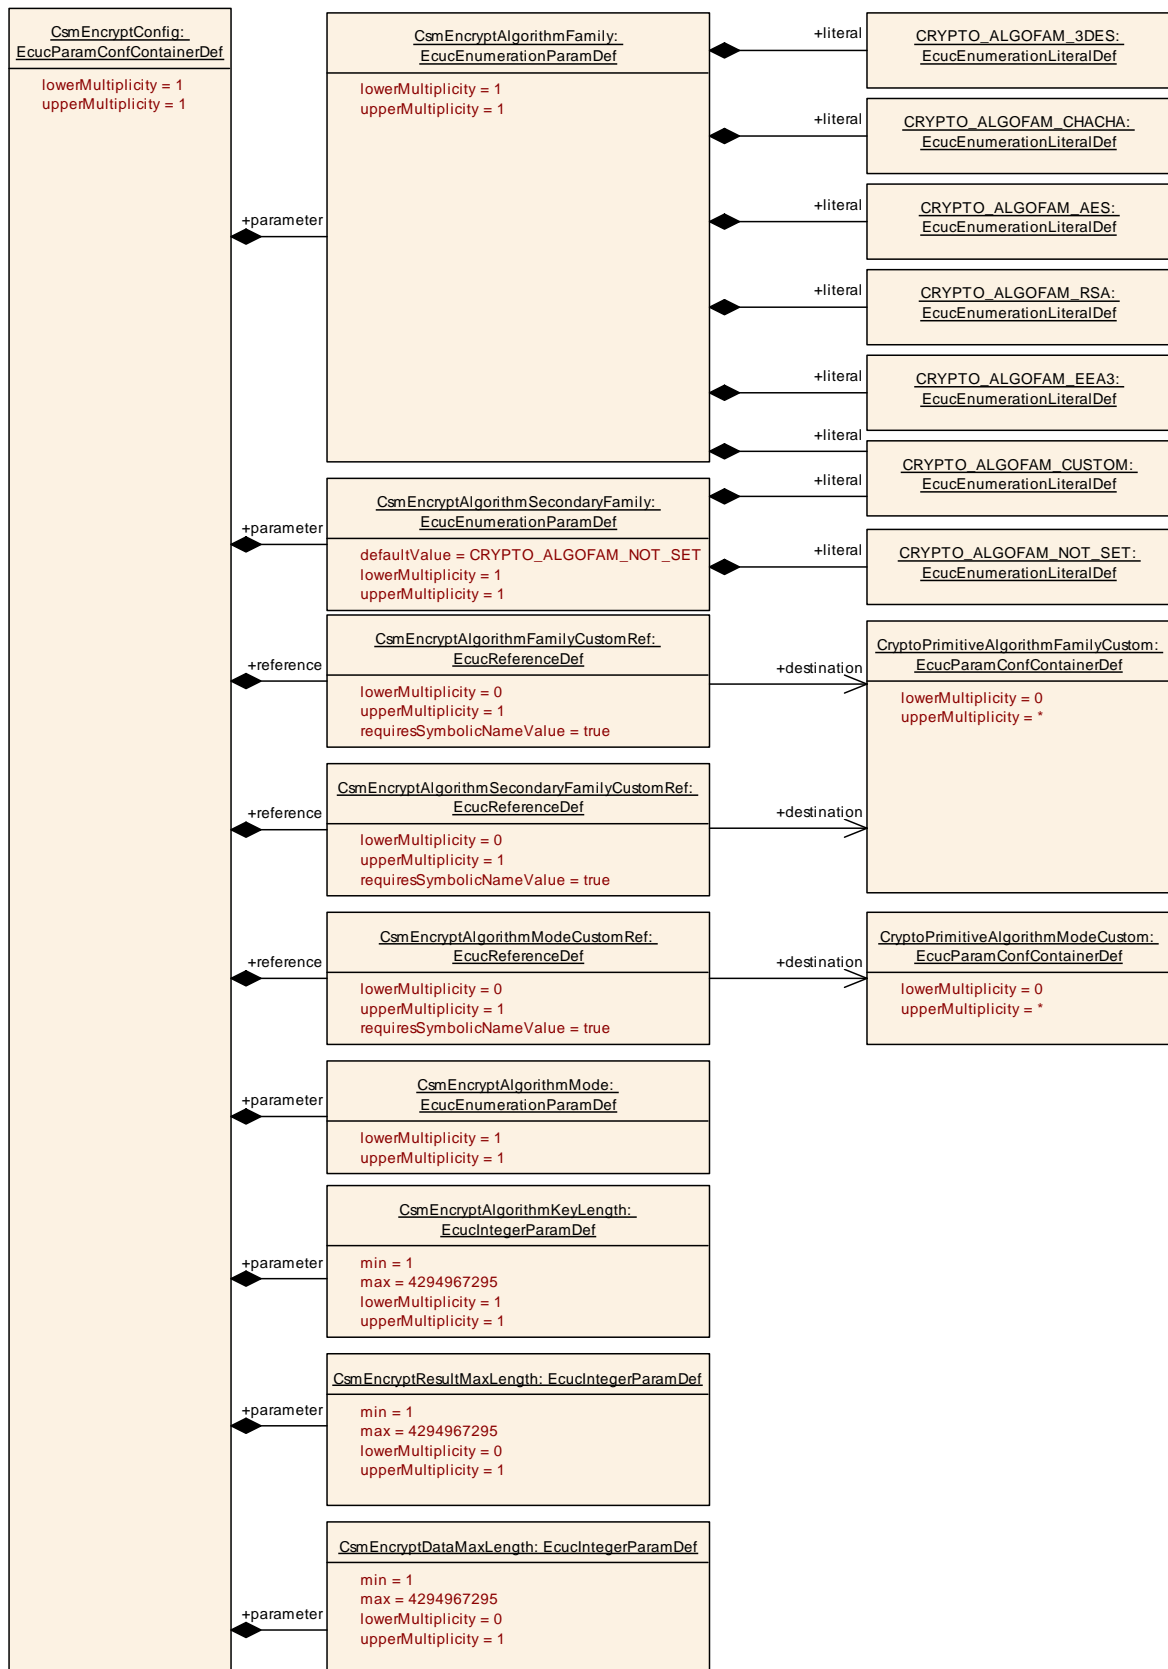 CsmEncryptConfig:
EcucParamConfContainerDef
lowerMultiplicity = 1
upperMultiplicity = 1
+parameter
CsmEncryptAlgorithmFamily:
EcucEnumerationParamDef
lowerMultiplicity = 1
upperMultiplicity = 1
+literal
CRYPTO_ALGOFAM_3DES:
EcucEnumerationLiteralDef
+literal
CRYPTO_ALGOFAM_CHACHA:
EcucEnumerationLiteralDef
+literal
CRYPTO_ALGOFAM_AES:
EcucEnumerationLiteralDef
+literal
CRYPTO_ALGOFAM_RSA:
EcucEnumerationLiteralDef
+literal
CRYPTO_ALGOFAM_EEA3:
EcucEnumerationLiteralDef
+literal
+literal
CRYPTO_ALGOFAM_CUSTOM:
EcucEnumerationLiteralDef
+parameter
CsmEncryptAlgorithmSecondaryFamily:
EcucEnumerationParamDef
defaultValue = CRYPTO_ALGOFAM_NOT_SET
lowerMultiplicity = 1
upperMultiplicity = 1
+literal
CRYPTO_ALGOFAM_NOT_SET:
EcucEnumerationLiteralDef
+reference
CsmEncryptAlgorithmFamilyCustomRef:
EcucReferenceDef
lowerMultiplicity = 0
upperMultiplicity = 1
requiresSymbolicNameValue = true
+destination
CryptoPrimitiveAlgorithmFamilyCustom:
EcucParamConfContainerDef
lowerMultiplicity = 0
upperMultiplicity = *
+reference
CsmEncryptAlgorithmSecondaryFamilyCustomRef:
EcucReferenceDef
lowerMultiplicity = 0
upperMultiplicity = 1
requiresSymbolicNameValue = true
+destination
+reference
CsmEncryptAlgorithmModeCustomRef:
EcucReferenceDef
lowerMultiplicity = 0
upperMultiplicity = 1
requiresSymbolicNameValue = true
+destination
CryptoPrimitiveAlgorithmModeCustom:
EcucParamConfContainerDef
lowerMultiplicity = 0
upperMultiplicity = *
+parameter
CsmEncryptAlgorithmMode:
EcucEnumerationParamDef
lowerMultiplicity = 1
upperMultiplicity = 1
+parameter
CsmEncryptAlgorithmKeyLength:
EcucIntegerParamDef
min = 1
max = 4294967295
lowerMultiplicity = 1
upperMultiplicity = 1
+parameter
CsmEncryptResultMaxLength: EcucIntegerParamDef
min = 1
max = 4294967295
lowerMultiplicity = 0
upperMultiplicity = 1
+parameter
CsmEncryptDataMaxLength: EcucIntegerParamDef
min = 1
max = 4294967295
lowerMultiplicity = 0
upperMultiplicity = 1